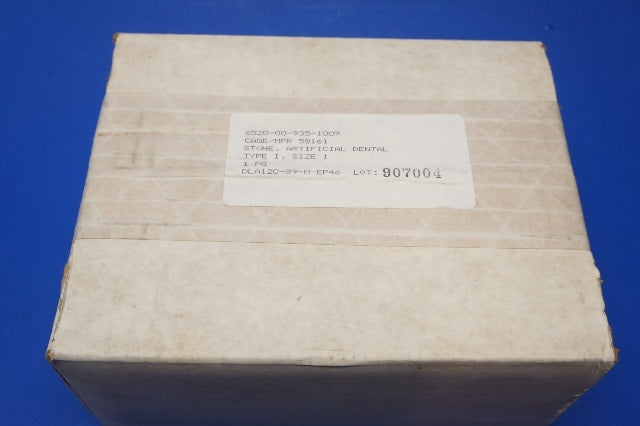 6520-00-935-1009
CAGE/MFR 58161
STONE, ARTIFICIAL DENTAL
TYPE I, SIZE 1
1 PG
DLA120-89-M-EP46 LOT: 907004